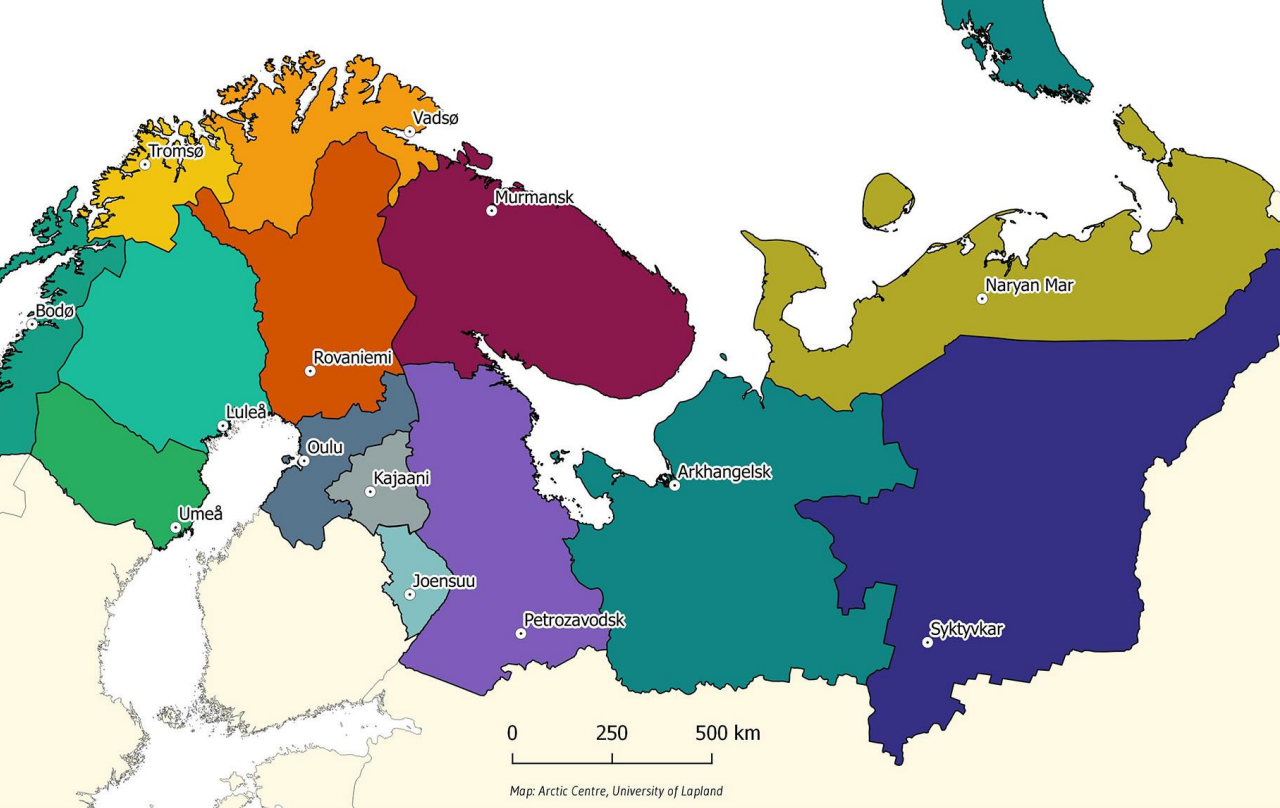 Vadsø
Tromsø
Murmansk
Naryan Mar
Bodø
Rovaniemi
Luleå
Oulu
Arkhangelsk
Kajaani
Umeå
Joensuu
Petrozavodsk
Syktyvkar
0 250 500 km
Map: Arctic Centre, University of Lapland